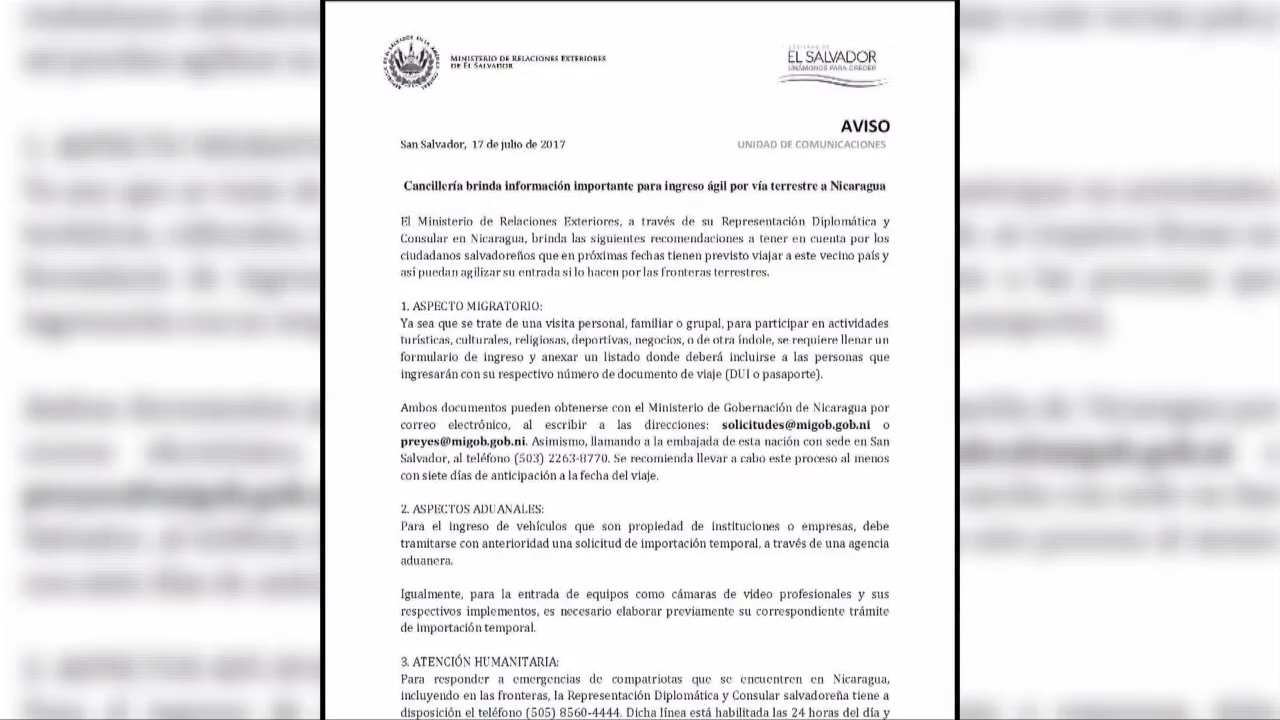 MINISTERIO DE RELACIONES EXTERIORES
DE EL SALVADOR
GOBIERNO DE
EL SALVADOR
UNÁMONOS PARA CRECER
AVISO
San Salvador, 17 de julio de 2017
UNIDAD DE COMUNICACIONES
Cancillería brinda información importante para ingreso ágil por vía terrestre a Nicaragua
El Ministerio de Relaciones Exteriores, a través de su Representación Diplomática y
Consular en Nicaragua, brinda las siguientes recomendaciones a tener en cuenta por los
ciudadanos salvadoreños que en próximas fechas tienen previsto viajar a este vecino país y
así puedan agilizar su entrada si lo hacen por las fronteras terrestres.
1. ASPECTO MIGRATORIO:
Ya sea que se trate de una visita personal, familiar o grupal, para participar en actividades
turísticas, culturales, religiosas, deportivas, negocios, o de otra índole, se requiere llenar un
formulario de ingreso y anexar un listado donde deberá incluirse a las personas que
ingresarán con su respectivo número de documento de viaje (DUI o pasaporte).
Ambos documentos pueden obtenerse con el Ministerio de Gobernación de Nicaragua por
correo electrónico, al escribir a las direcciones: solicitudes@migob.gob.ni o
preyes@migob.gob.ni. Asimismo, llamando a la embajada de esta nación con sede en San
Salvador, al teléfono (503) 2263-8770. Se recomienda llevar a cabo este proceso al menos
con siete días de anticipación a la fecha del viaje.
2. ASPECTOS ADUANALES:
Para el ingreso de vehículos que son propiedad de instituciones o empresas, debe
tramitarse con anterioridad una solicitud de importación temporal, a través de una agencia
aduanera.
Igualmente, para la entrada de equipos como cámaras de video profesionales y sus
respectivos implementos, es necesario elaborar previamente su correspondiente trámite
de importación temporal.
3. ATENCIÓN HUMANITARIA:
Para responder a emergencias de compatriotas que se encuentren en Nicaragua,
incluyendo en las fronteras, la Representación Diplomática y Consular salvadoreña tiene a
disposición el teléfono (505) 8560-4444. Dicha línea está habilitada las 24 horas del día y